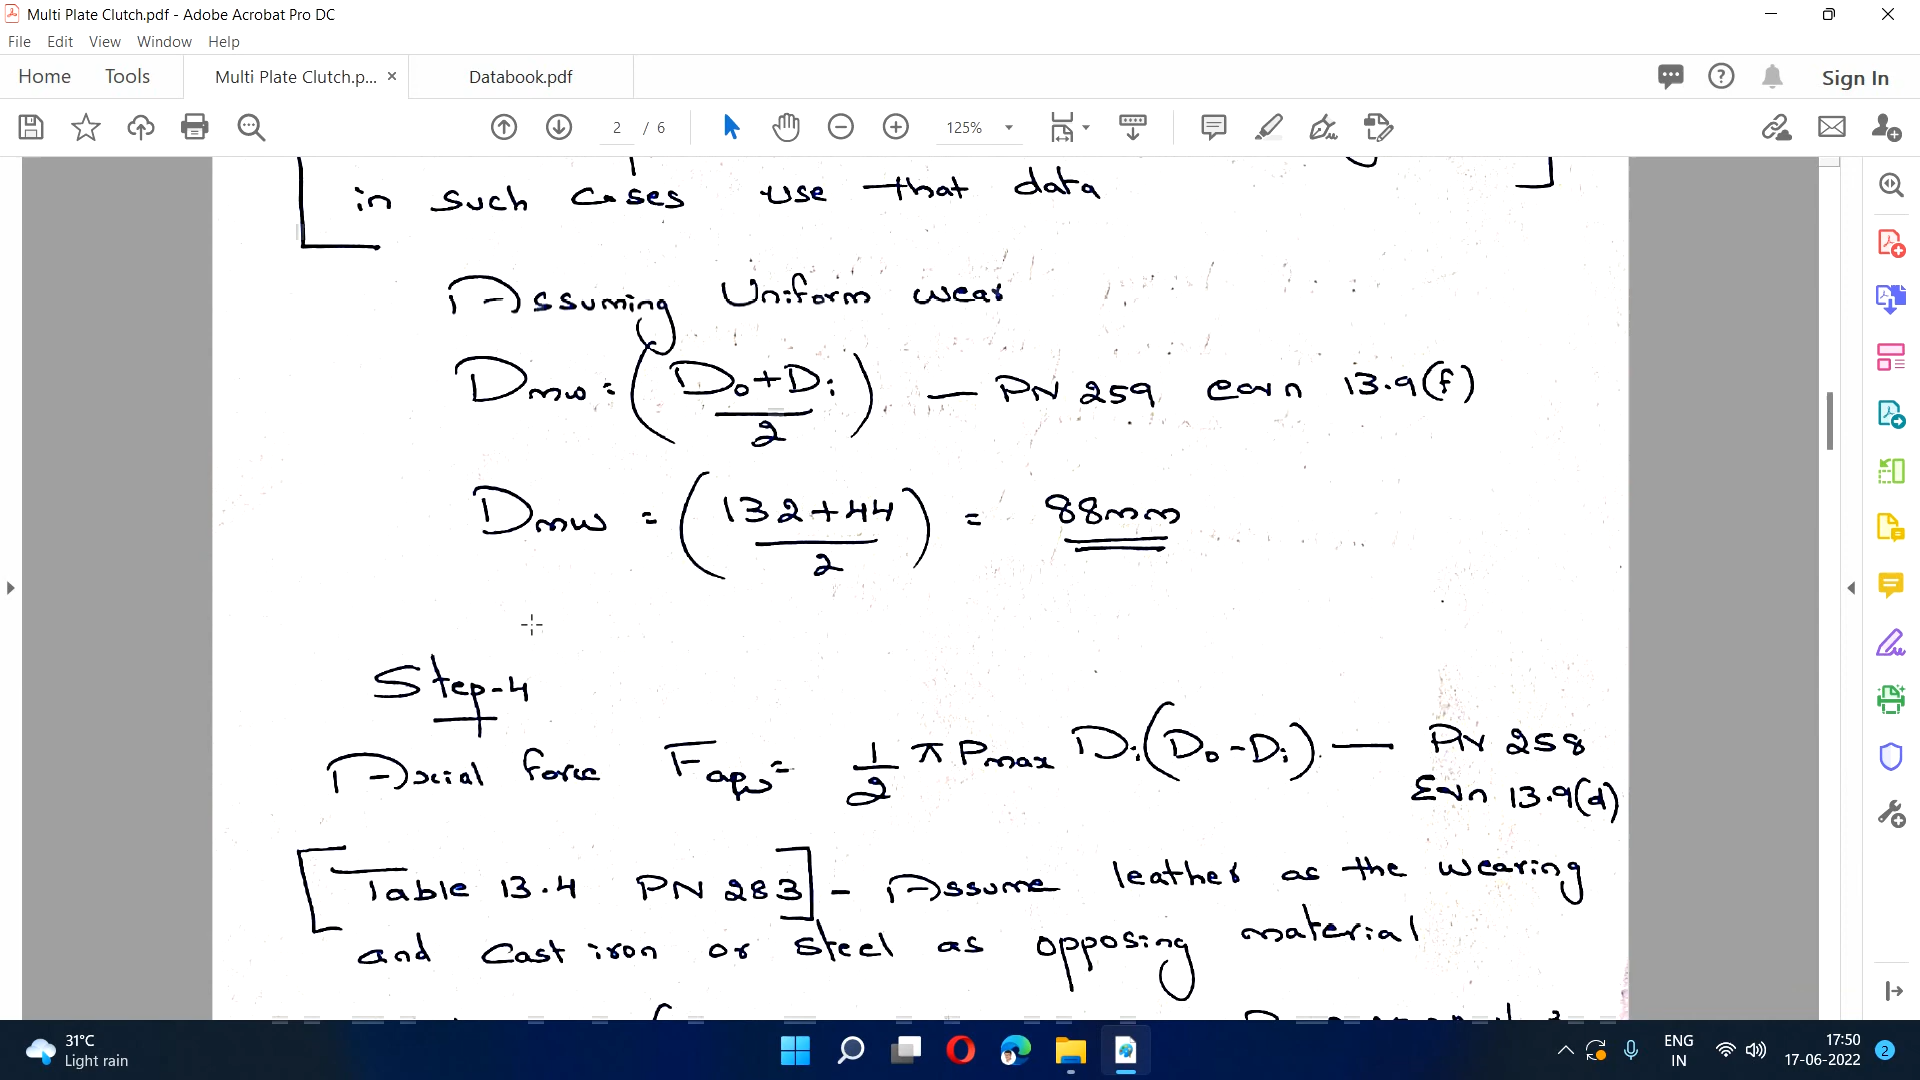 Multi Plate Clutch.pdf - Adobe Acrobat Pro DC
File Edit View Window Help
Home Tools Multi Plate Clutch.p... × Databook.pdf Sign In
2 / 6 125%
in such cases use that data
Assuming Uniform wear
Dmw = (Do+Di / 2) — PN 259 eqn 13.9(f)
Dmw = (132+44 / 2) = 88mm
Step-4
Axial force Fapw = 1/2 π Pmax Di(Do-Di) — PN 258
Eqn 13.9(d)
[Table 13.4 PN 283] - Assume leather as the wearing
and cast iron or steel as opposing material
31°C
Light rain
ENG
IN
17:50
17-06-2022
2